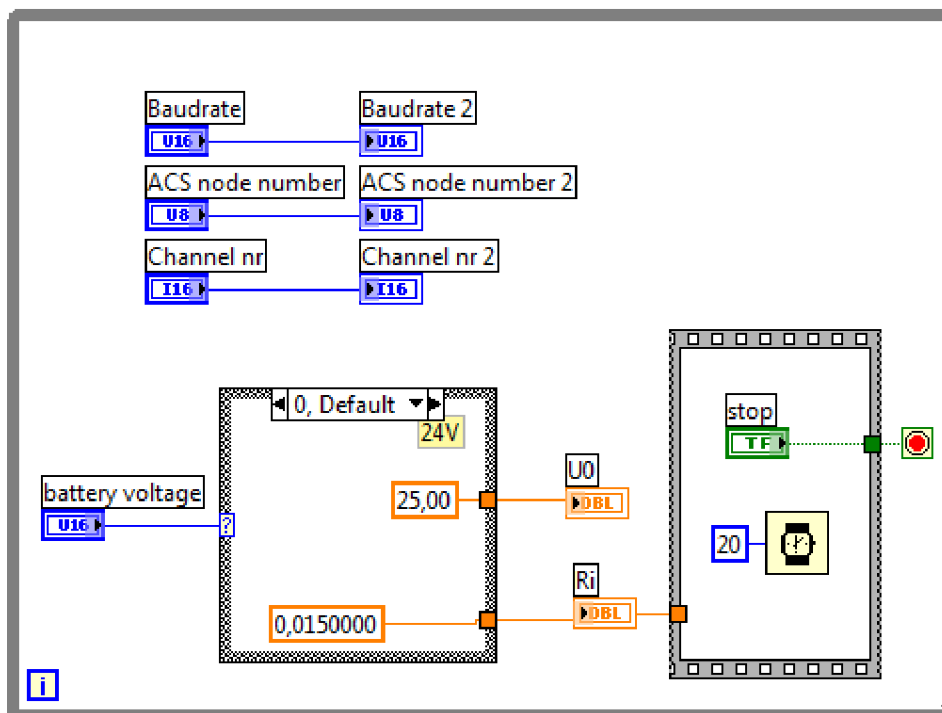 Baudrate
Baudrate 2
U16
U16
ACS node number
ACS node number 2
U8
U8
Channel nr
Channel nr 2
I16
I16
0, Default
24V
stop
TF
U0
battery voltage
25,00
DBL
U16
?
20
Ri
0,0150000
DBL
i